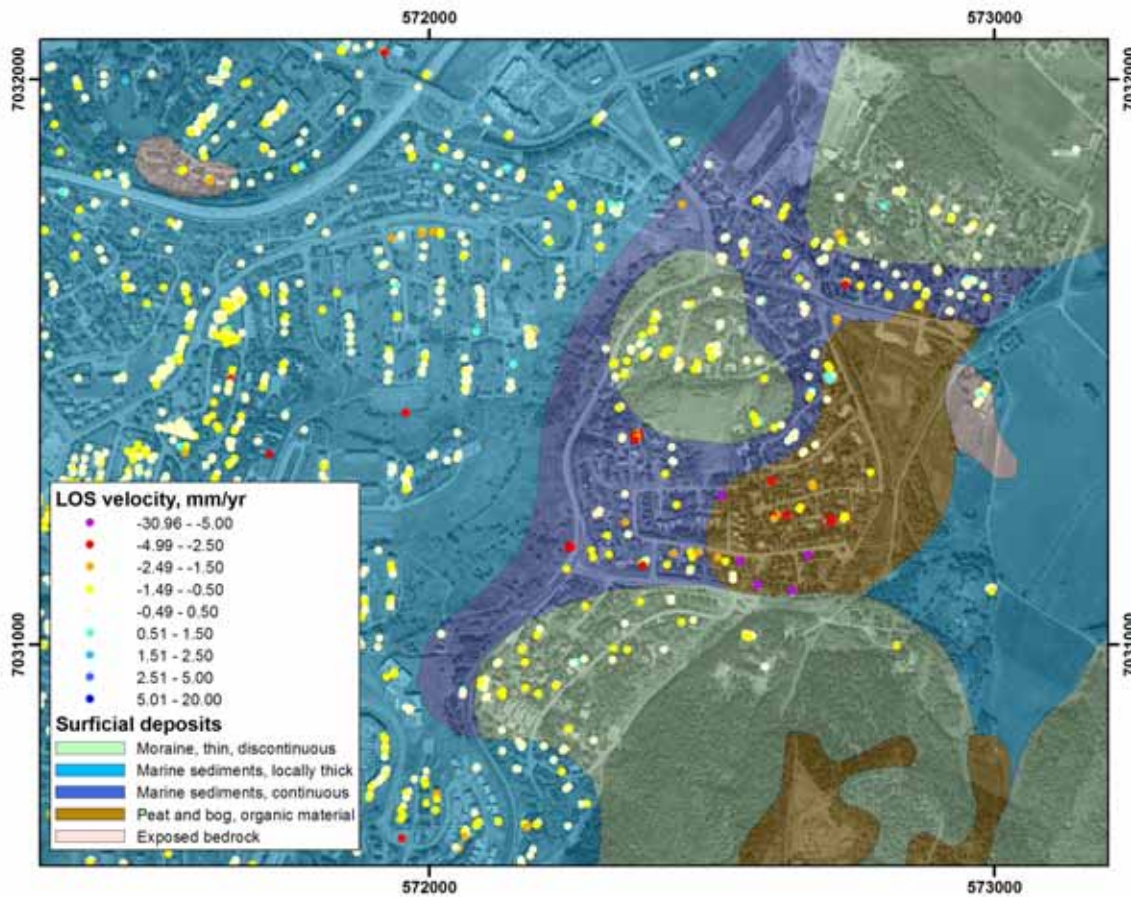 572000 573000
7032000 7032000
7031000 7031000
LOS velocity, mm/yr
-30.96 - -5.00
-4.99 - -2.50
-2.49 - -1.50
-1.49 - -0.50
-0.49 - 0.50
0.51 - 1.50
1.51 - 2.50
2.51 - 5.00
5.01 - 20.00
Surficial deposits
Moraine, thin, discontinuous
Marine sediments, locally thick
Marine sediments, continuous
Peat and bog, organic material
Exposed bedrock
572000 573000